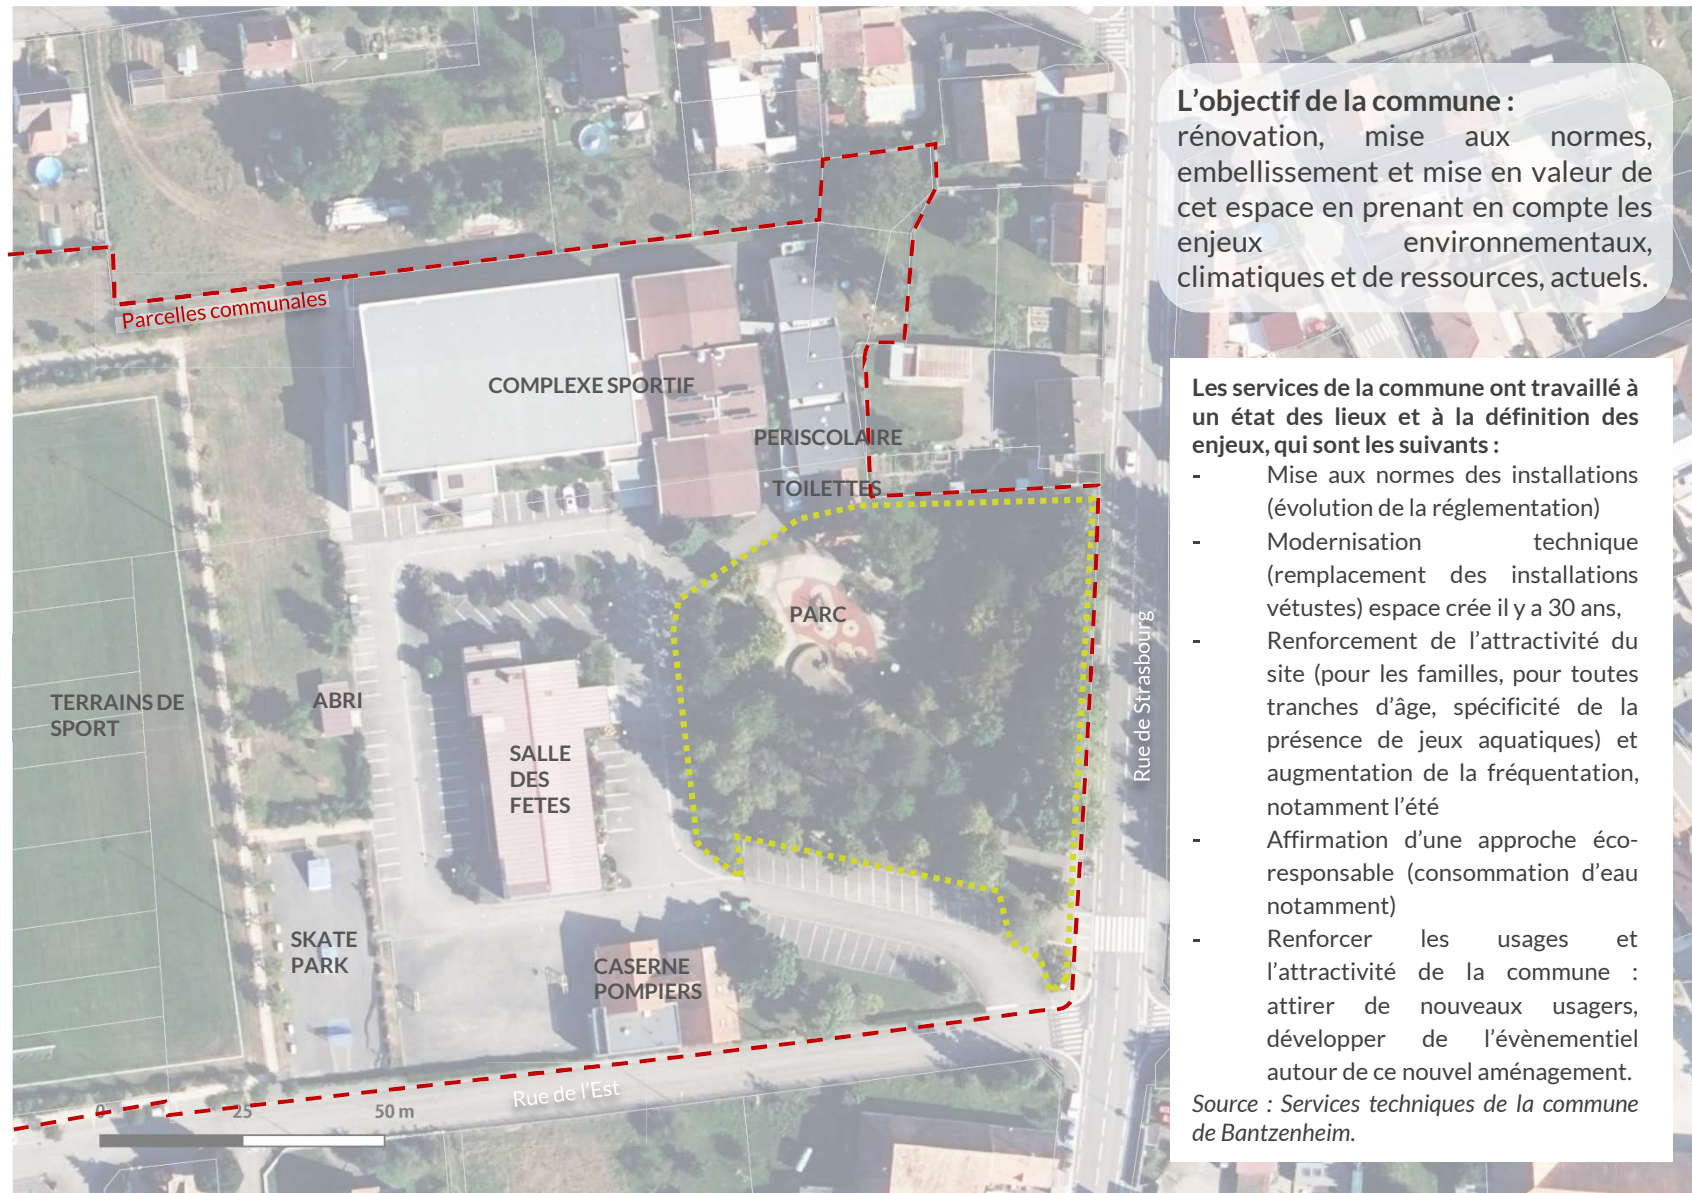 L’objectif de la commune :
rénovation, mise aux normes,
embellissement et mise en valeur de
cet espace en prenant en compte les
enjeux environnementaux,
climatiques et de ressources, actuels.
Parcelles communales
COMPLEXE SPORTIF
PERISCOLAIRE
TOILETTES
PARC
Rue de Strasbourg
TERRAINS DE
SPORT
ABRI
SALLE
DES
FETES
SKATE
PARK
CASERNE
POMPIERS
Rue de l’Est
0 25 50 m
Les services de la commune ont travaillé à
un état des lieux et à la définition des
enjeux, qui sont les suivants :
- Mise aux normes des installations
(évolution de la réglementation)
- Modernisation technique
(remplacement des installations
vétustes) espace crée il y a 30 ans,
- Renforcement de l’attractivité du
site (pour les familles, pour toutes
tranches d’âge, spécificité de la
présence de jeux aquatiques) et
augmentation de la fréquentation,
notamment l’été
- Affirmation d’une approche éco-
responsable (consommation d’eau
notamment)
- Renforcer les usages et
l’attractivité de la commune :
attirer de nouveaux usagers,
développer de l’évènementiel
autour de ce nouvel aménagement.
Source : Services techniques de la commune
de Bantzenheim.